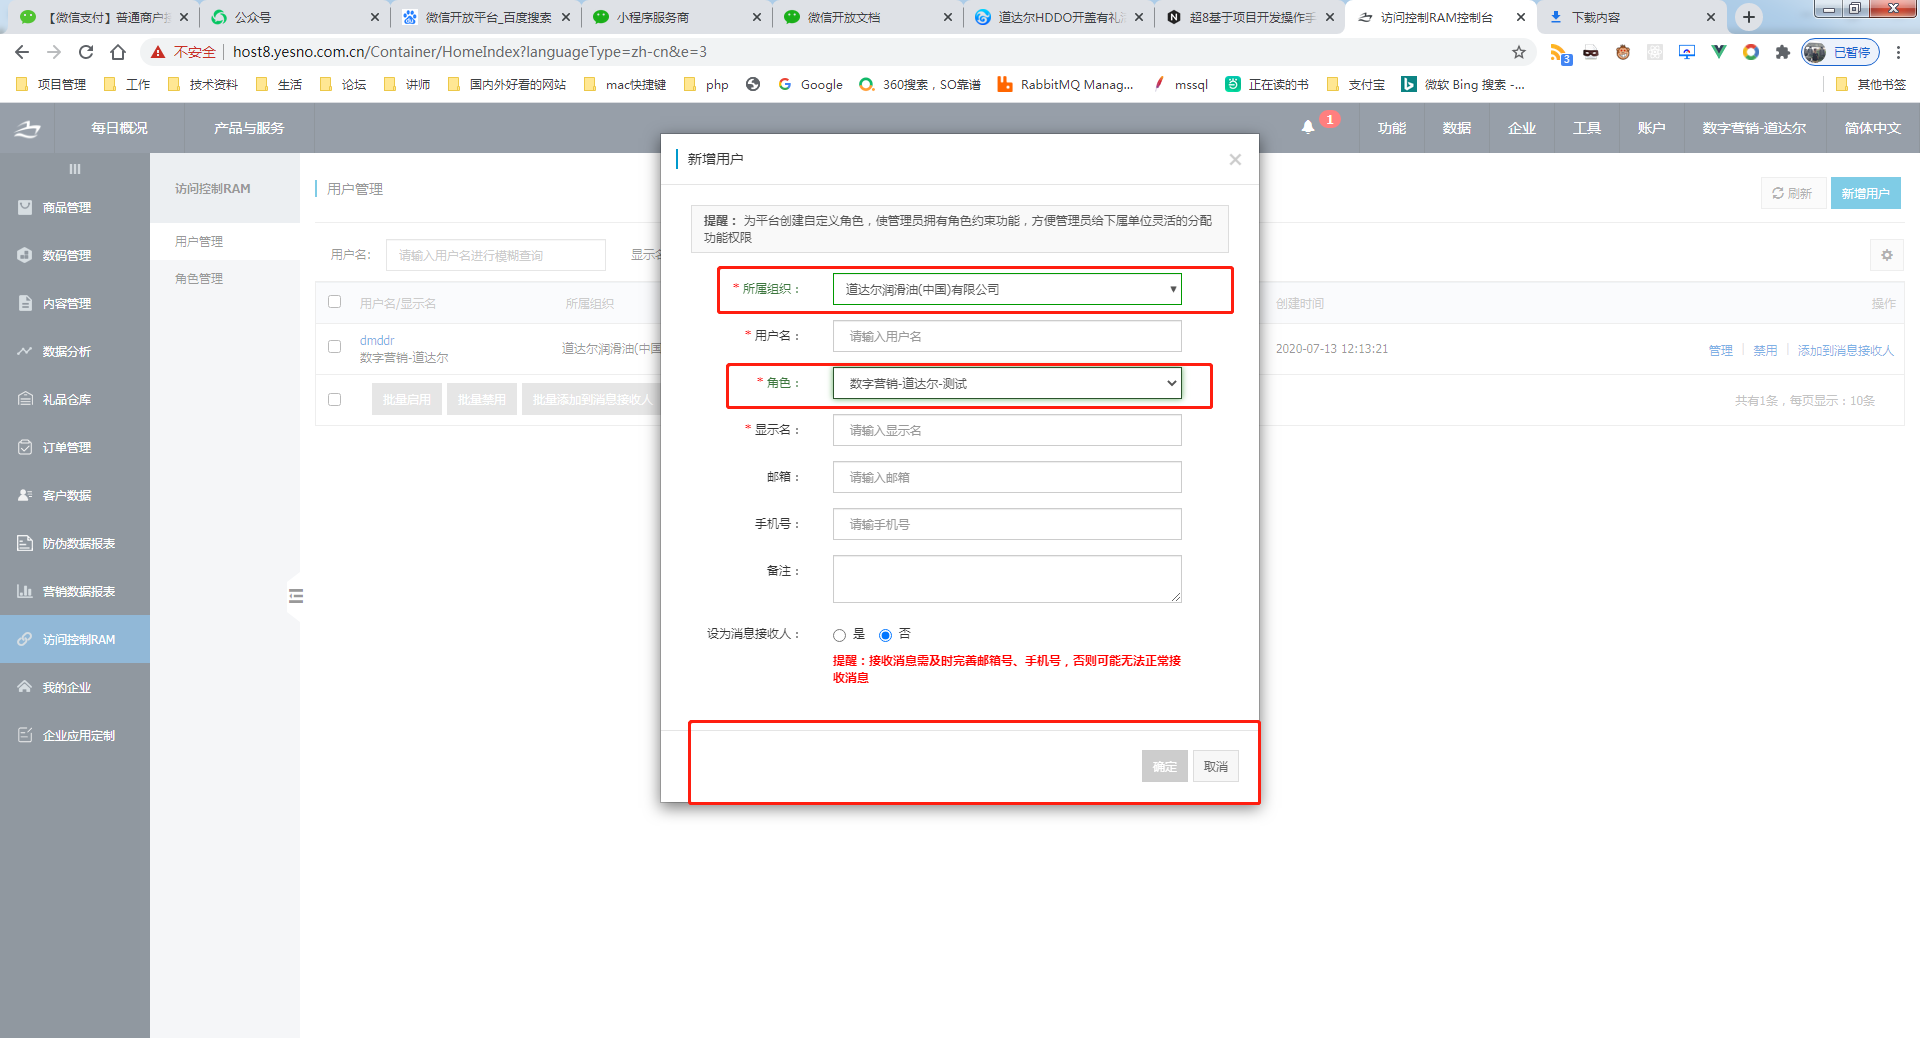 【微信支付】普通商户接
公众号
微信开放平台_百度搜索
小程序服务商
微信开放文档
道达尔HDDO开盖有礼
超8基于项目开发操作手
访问控制RAM控制台
下载内容
不安全
host8.yesno.com.cn/Container/HomeIndex?languageType=zh-cn&e=3
3
已暂停
项目管理
工作
技术资料
生活
论坛
讲师
国内外好看的网站
mac快捷键
php
Google
360搜索，SO靠谱
RabbitMQ Manag...
mssql
正在读的书
支付宝
微软 Bing 搜索 -...
其他书签
每日概况
产品与服务
1
功能
数据
企业
工具
账户
数字营销-道达尔
简体中文
商品管理
数码管理
内容管理
数据分析
礼品仓库
订单管理
客户数据
防伪数据报表
营销数据报表
访问控制RAM
我的企业
企业应用定制
访问控制RAM
用户管理
角色管理
用户管理
刷新
新增用户
用户名:
请输入用户名进行模糊查询
显示名
用户名/显示名
所属组织
创建时间
操作
dmddr
数字营销-道达尔
道达尔润滑油(中国
2020-07-13 12:13:21
管理
禁用
添加到消息接收人
批量启用
批量禁用
批量添加到消息接收人
共有1条，每页显示：10条
新增用户
×
提醒： 为平台创建自定义角色，使管理员拥有角色约束功能，方便管理员给下属单位灵活的分配
功能权限
* 所属组织：
道达尔润滑油(中国)有限公司
* 用户名：
请输入用户名
* 角色：
数字营销-道达尔-测试
* 显示名：
请输入显示名
邮箱：
请输入邮箱
手机号：
请输手机号
备注：
设为消息接收人：
是
否
提醒：接收消息需及时完善邮箱号、手机号，否则可能无法正常接
收消息
确定
取消